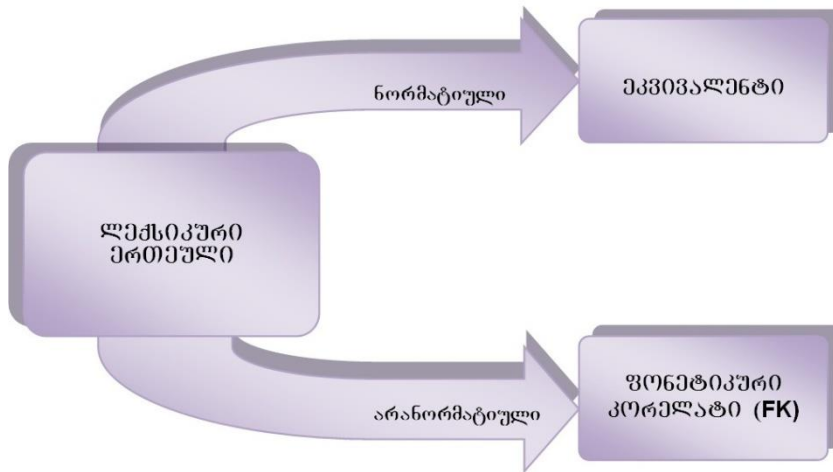 ნორმატიული
ეკვივალენტი
ლექსიკური
ერთეული
არანორმატიული
ფონეტიკური
კორელატი (FK)